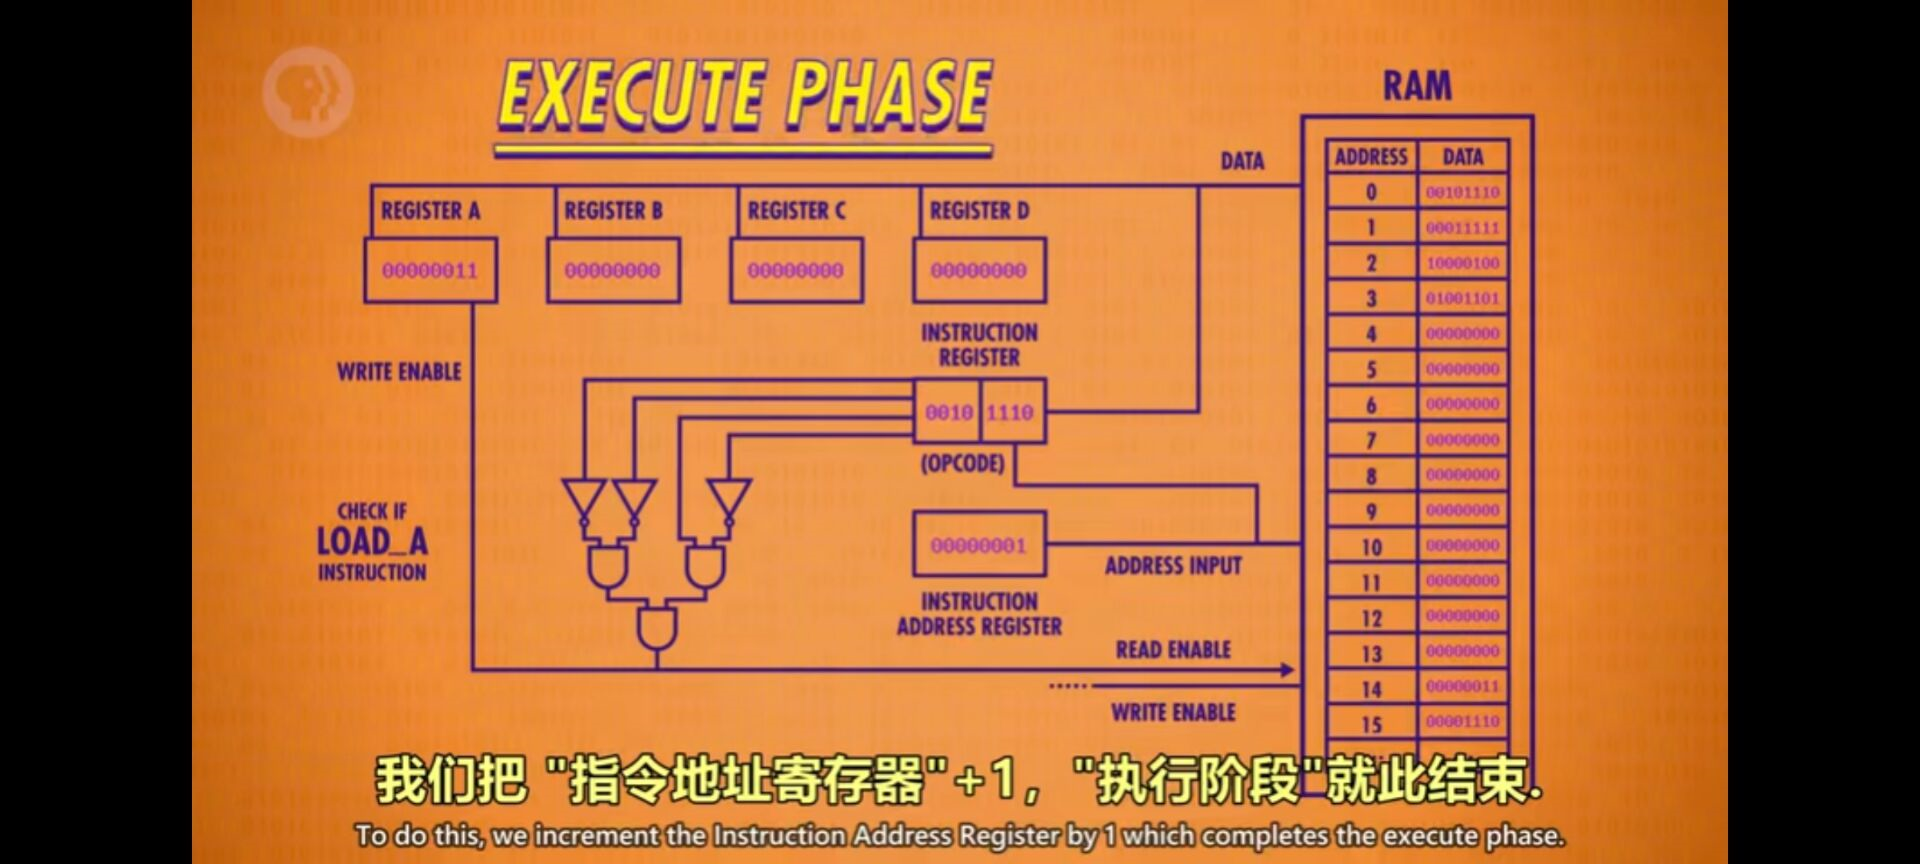 EXECUTE PHASE
RAM
DATA
ADDRESS DATA
0 00101110
1 00011111
2 10000100
3 01001101
4 00000000
5 00000000
6 00000000
7 00000000
8 00000000
9 00000000
10 00000000
11 00000000
12 00000000
13 00000000
14 00000011
15 00001110
REGISTER A
00000011
REGISTER B
00000000
REGISTER C
00000000
REGISTER D
00000000
WRITE ENABLE
INSTRUCTION
REGISTER
0010 1110
(OPCODE)
CHECK IF
LOAD_A
INSTRUCTION
00000001
ADDRESS INPUT
INSTRUCTION
ADDRESS REGISTER
READ ENABLE
WRITE ENABLE
我们把 "指令地址寄存器"+1，"执行阶段"就此结束.
To do this, we increment the Instruction Address Register by 1 which completes the execute phase.